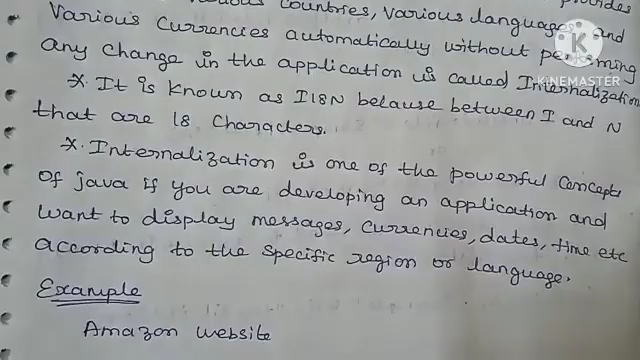 Various Countries, Various languages and
Various Currencies automatically without performing
any change in the application is called Internalization
* It is known as I18N because between I and N
that are 18 characters.
* Internalization is one of the powerful concepts
of java if you are developing an application and
want to display messages, currencies, dates, time etc
according to the specific region or language.
Example
Amazon website
KINEMASTER